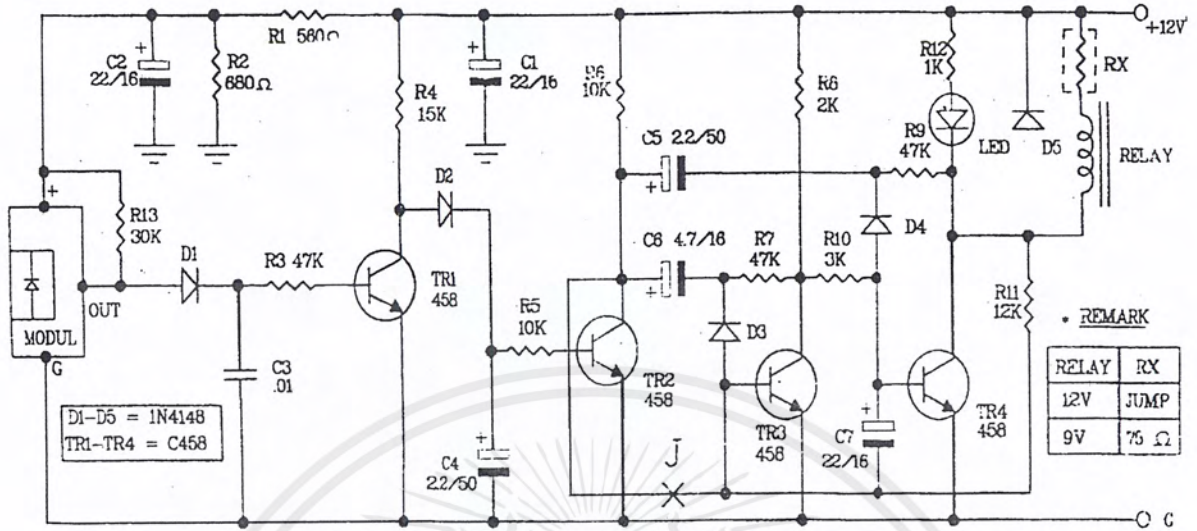 +12V
R1 560Ω
C2
22/16
+
R2
680Ω
R4
15K
+
C1
22/16
R6
10K
R8
2K
R12
1K
LED
D5
RX
RELAY
C5 2.2/50
+
R9
47K
D4
+
R13
30K
D1
R3 47K
D2
TR1
458
OUT
MODUL
G
C3
.01
R5
10K
C6 4.7/16
+
R7
47K
R10
3K
D3
TR2
458
TR3
458
TR4
458
+
C7
22/16
R11
12K
+
C4
2.2/50
J
D1-D5 = 1N4148
TR1-TR4 = C458
* REMARK
RELAY RX
12V JUMP
9V 75 Ω
G